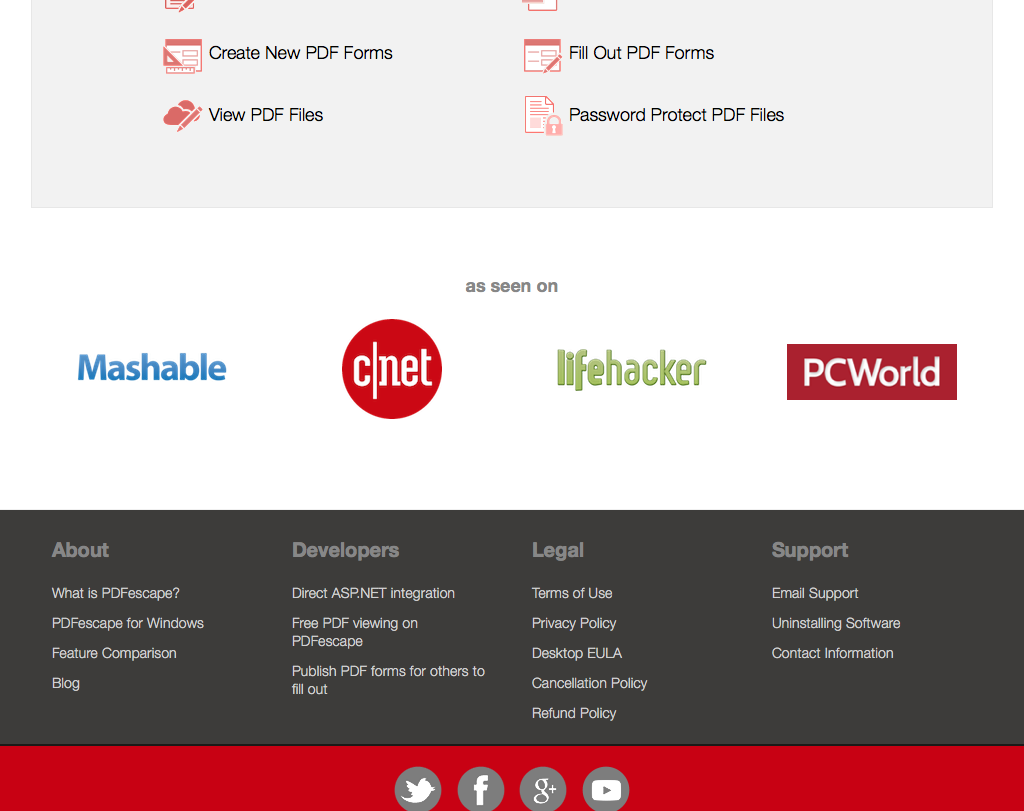 Create New PDF Forms
Fill Out PDF Forms
View PDF Files
Password Protect PDF Files
as seen on
Mashable
c|net
lifehacker
PCWorld
About
What is PDFescape?
PDFescape for Windows
Feature Comparison
Blog
Developers
Direct ASP.NET integration
Free PDF viewing on
PDFescape
Publish PDF forms for others to
fill out
Legal
Terms of Use
Privacy Policy
Desktop EULA
Cancellation Policy
Refund Policy
Support
Email Support
Uninstalling Software
Contact Information
f
g+